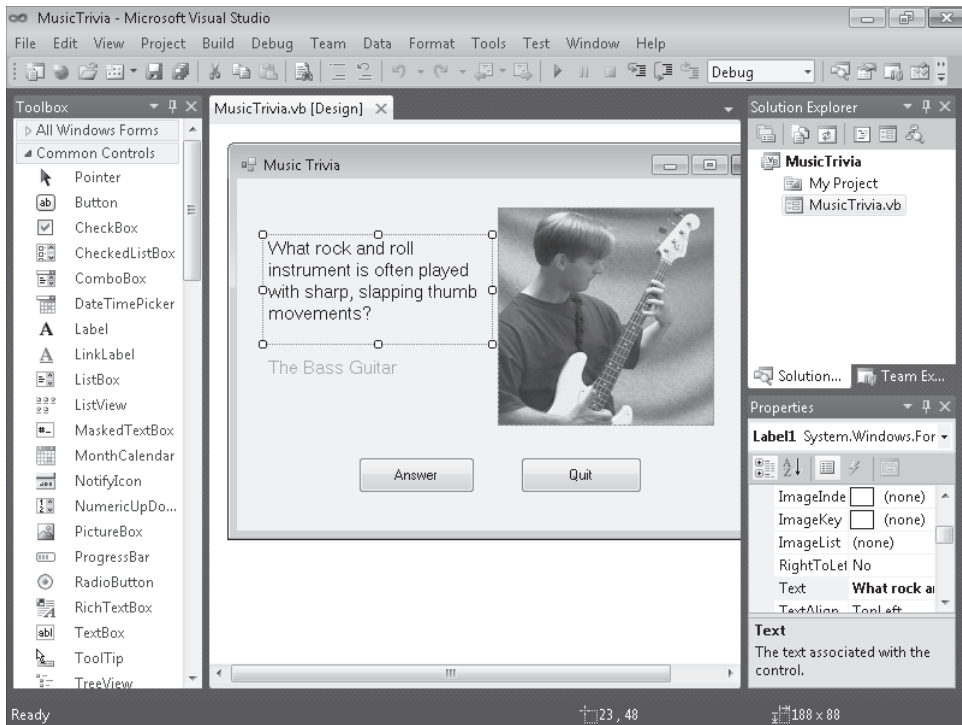 MusicTrivia - Microsoft Visual Studio
File Edit View Project Build Debug Team Data Format Tools Test Window Help
Debug
Toolbox
All Windows Forms
Common Controls
Pointer
Button
CheckBox
CheckedListBox
ComboBox
DateTimePicker
Label
LinkLabel
ListBox
ListView
MaskedTextBox
MonthCalendar
NotifyIcon
NumericUpDo...
PictureBox
ProgressBar
RadioButton
RichTextBox
TextBox
ToolTip
TreeView
MusicTrivia.vb [Design]
Music Trivia
What rock and roll
instrument is often played
with sharp, slapping thumb
movements?
The Bass Guitar
Answer
Quit
Solution Explorer
MusicTrivia
My Project
MusicTrivia.vb
Solution... Team Ex...
Properties
Label1 System.Windows.For
ImageInde (none)
ImageKey (none)
ImageList (none)
RightToLef No
Text What rock a
TextAlign TopLeft
Text
The text associated with the
control.
Ready
23 , 48
188 x 88